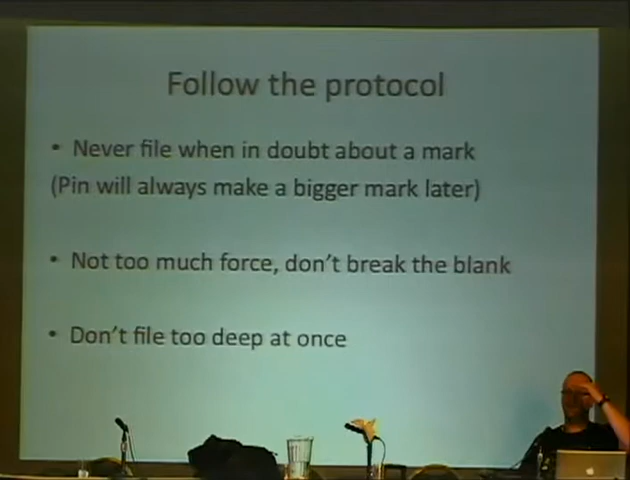 Follow the protocol
• Never file when in doubt about a mark
(Pin will always make a bigger mark later)
• Not too much force, don't break the blank
• Don't file too deep at once